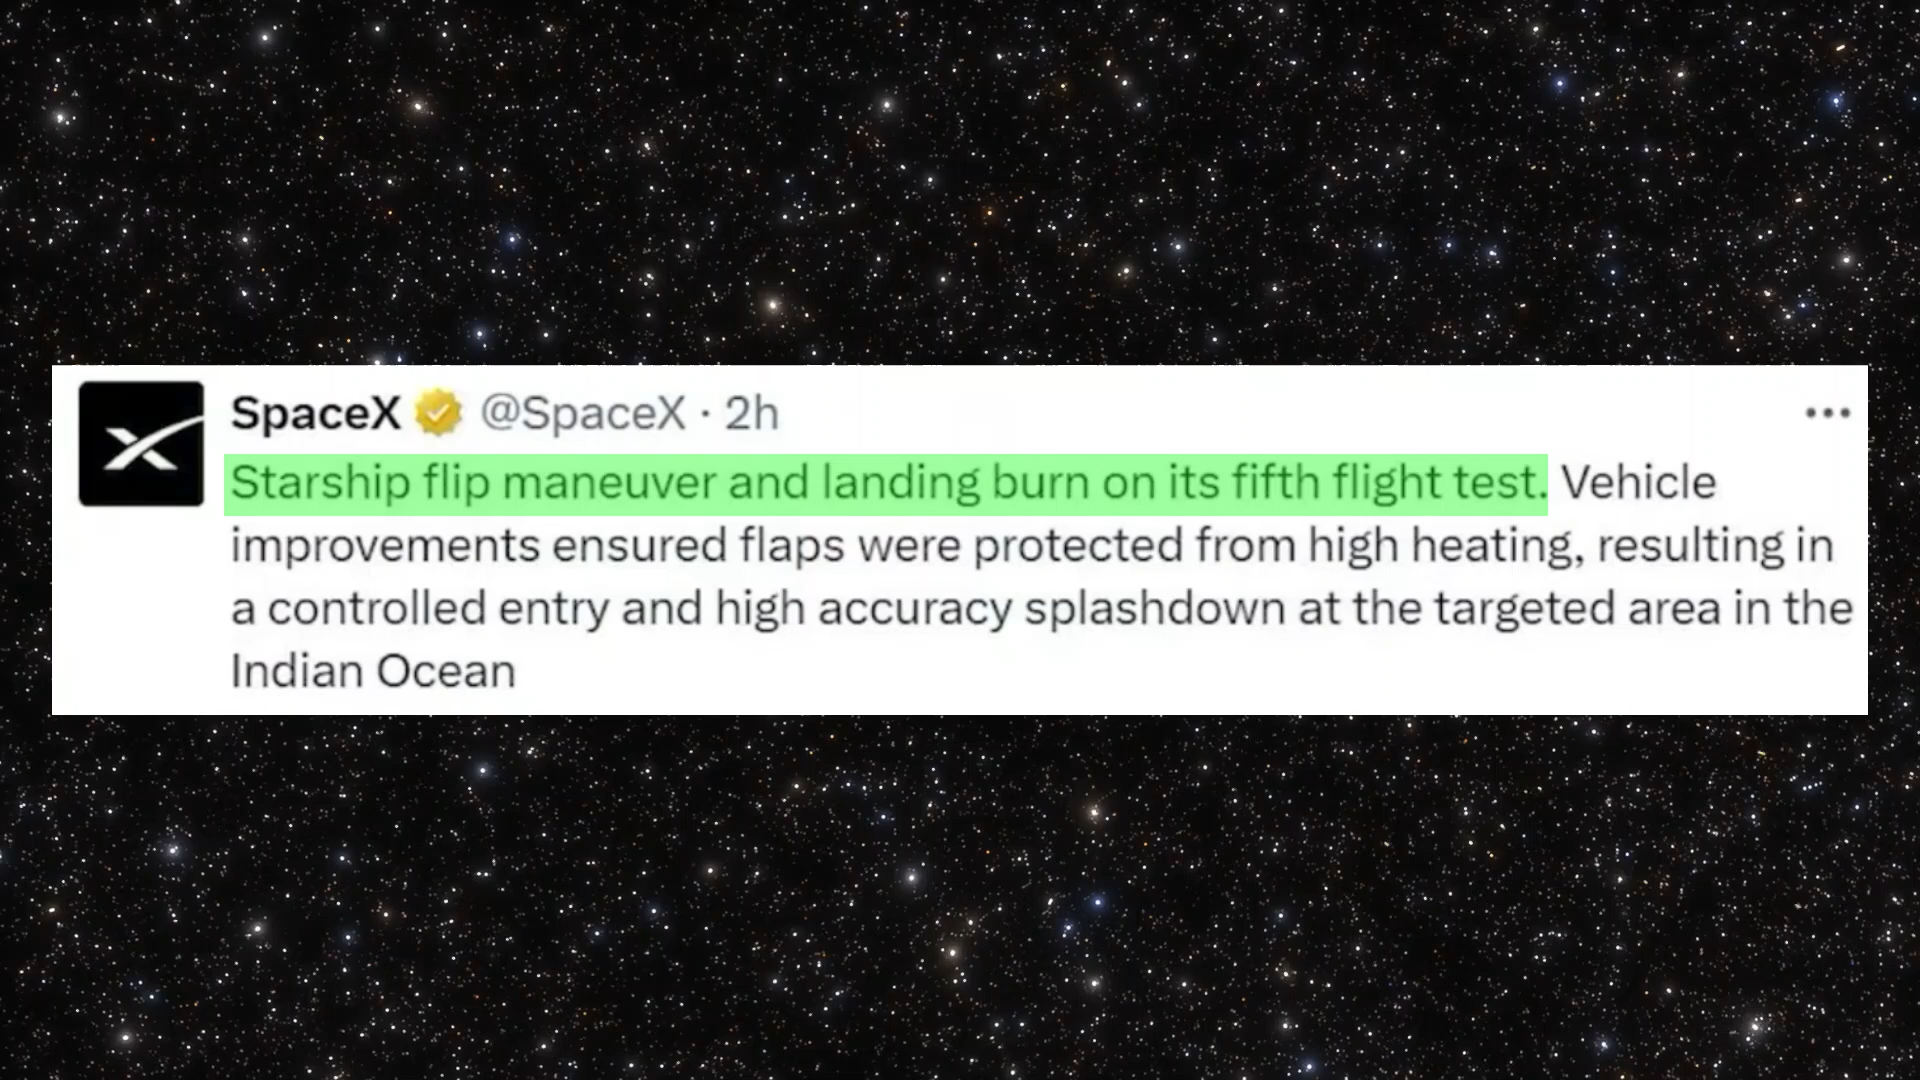 SpaceX @SpaceX · 2h
Starship flip maneuver and landing burn on its fifth flight test. Vehicle
improvements ensured flaps were protected from high heating, resulting in
a controlled entry and high accuracy splashdown at the targeted area in the
Indian Ocean